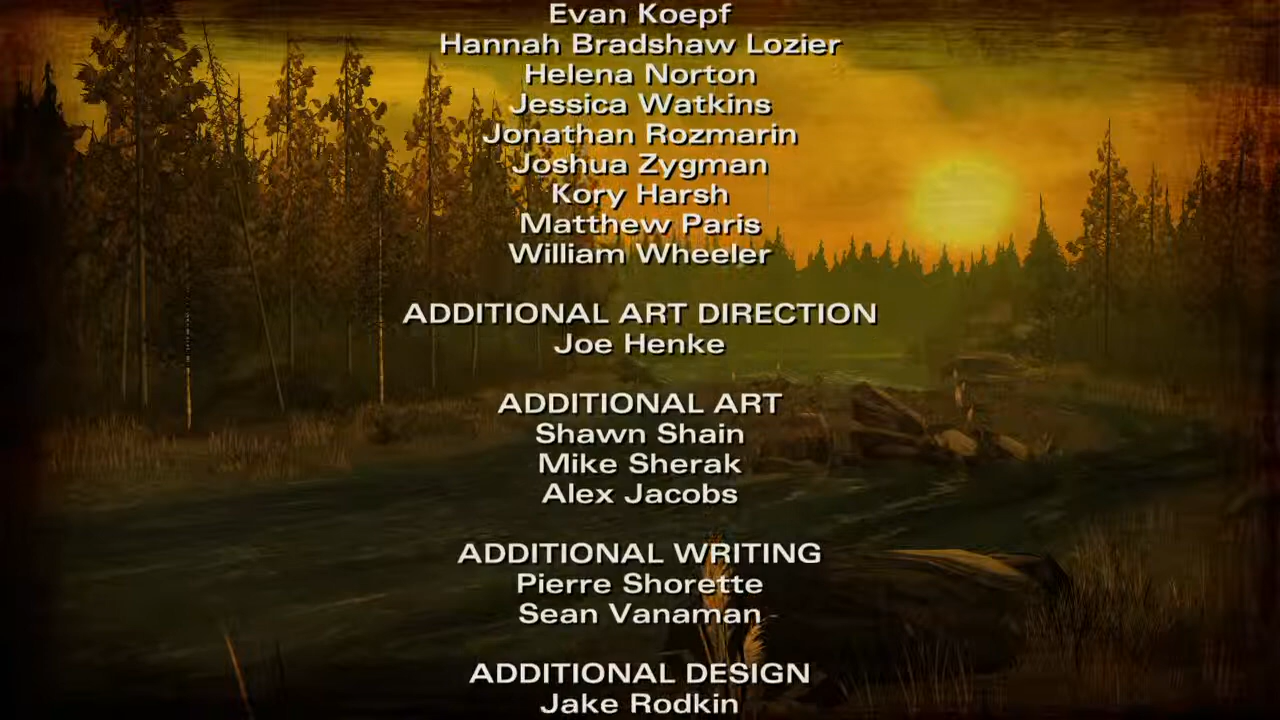 Evan Koepf
Hannah Bradshaw Lozier
Helena Norton
Jessica Watkins
Jonathan Rozmarin
Joshua Zygman
Kory Harsh
Matthew Paris
William Wheeler
ADDITIONAL ART DIRECTION
Joe Henke
ADDITIONAL ART
Shawn Shain
Mike Sherak
Alex Jacobs
ADDITIONAL WRITING
Pierre Shorette
Sean Vanaman
ADDITIONAL DESIGN
Jake Rodkin